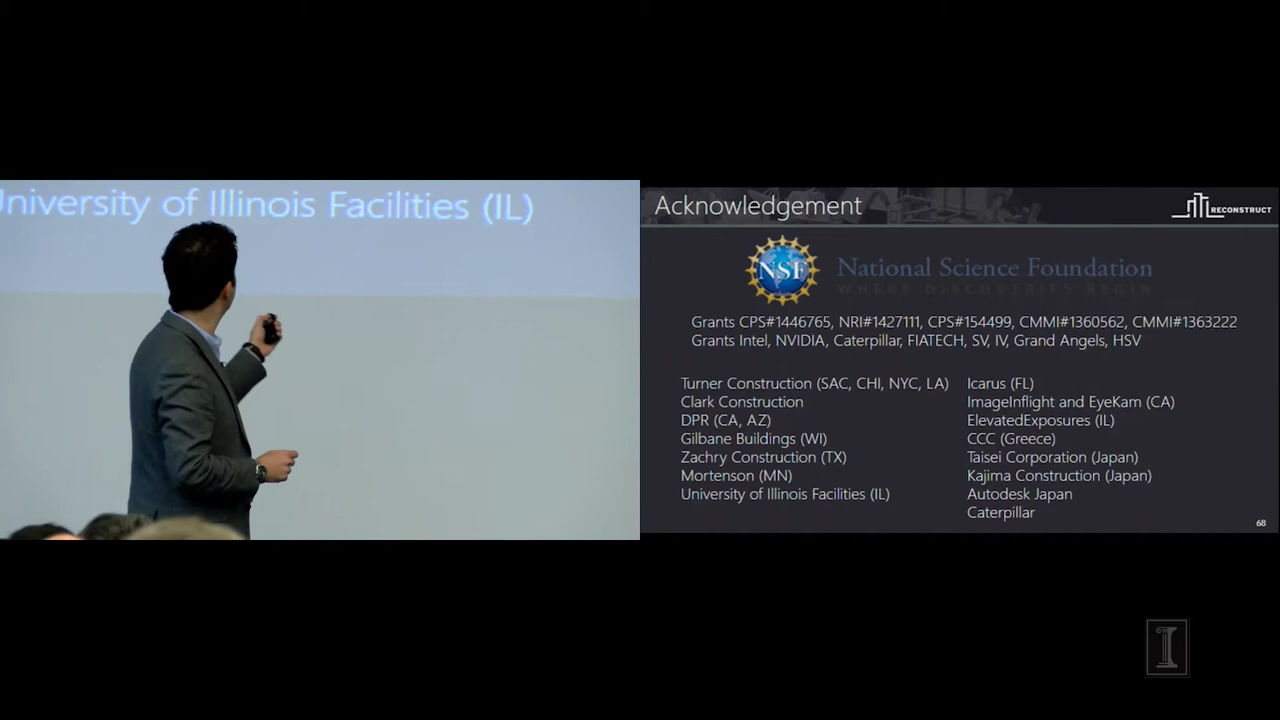 University of Illinois Facilities (IL)
Acknowledgement
RECONSTRUCT
NSF
National Science Foundation
WHERE DISCOVERIES BEGIN
Grants CPS#1446765, NRI#1427111, CPS#154499, CMMI#1360562, CMMI#1363222
Grants Intel, NVIDIA, Caterpillar, FIATECH, SV, IV, Grand Angels, HSV
Turner Construction (SAC, CHI, NYC, LA)
Clark Construction
DPR (CA, AZ)
Gilbane Buildings (WI)
Zachry Construction (TX)
Mortenson (MN)
University of Illinois Facilities (IL)
Icarus (FL)
ImageInflight and EyeKam (CA)
ElevatedExposures (IL)
CCC (Greece)
Taisei Corporation (Japan)
Kajima Construction (Japan)
Autodesk Japan
Caterpillar
68
I